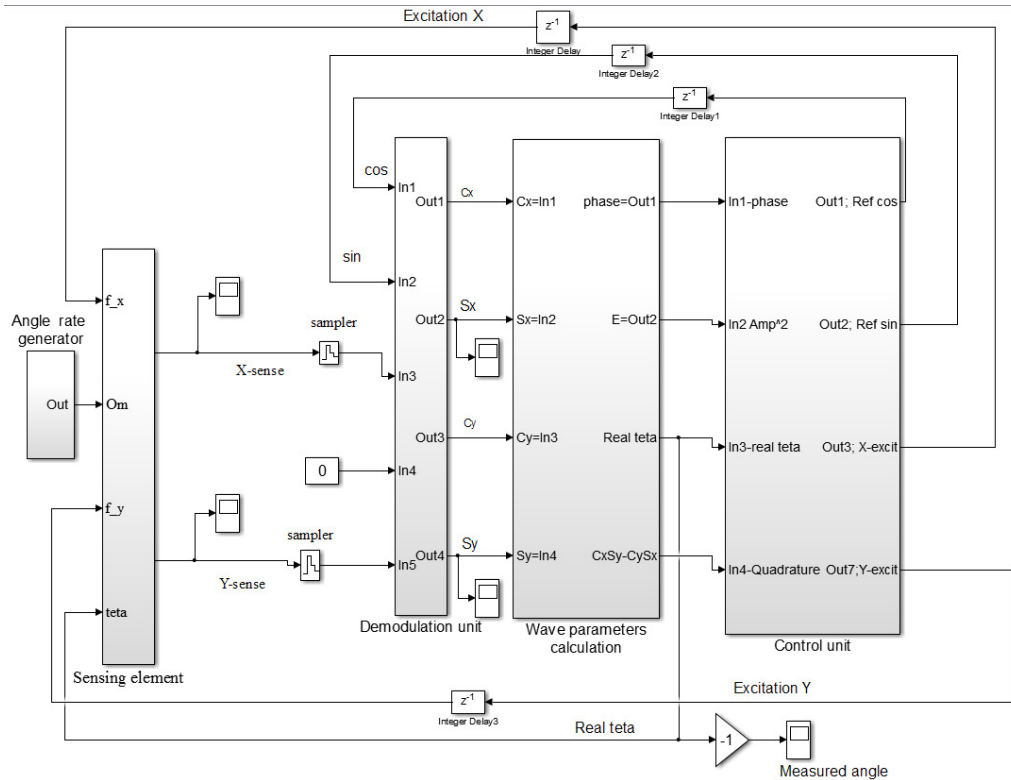 Excitation X
z-1
Integer Delay
z-1
Integer Delay2
z-1
Integer Delay1
cos
sin
In1
In2
In3
In4
In5
Out1
Out2
Out3
Out4
Demodulation unit
Cx
Sx
Cy
Sy
Cx=In1
Sx=In2
Cy=In3
Sy=In4
phase=Out1
E=Out2
Real teta
CxSy-CySx
Wave parameters
calculation
In1-phase
In2 Amp^2
In3-real teta
In4-Quadrature
Out1; Ref cos
Out2; Ref sin
Out3; X-excit
Out7;Y-excit
Control unit
Angle rate
generator
Out
f_x
Om
f_y
teta
Sensing element
sampler
X-sense
0
sampler
Y-sense
Excitation Y
z-1
Integer Delay3
Real teta
-1
Measured angle